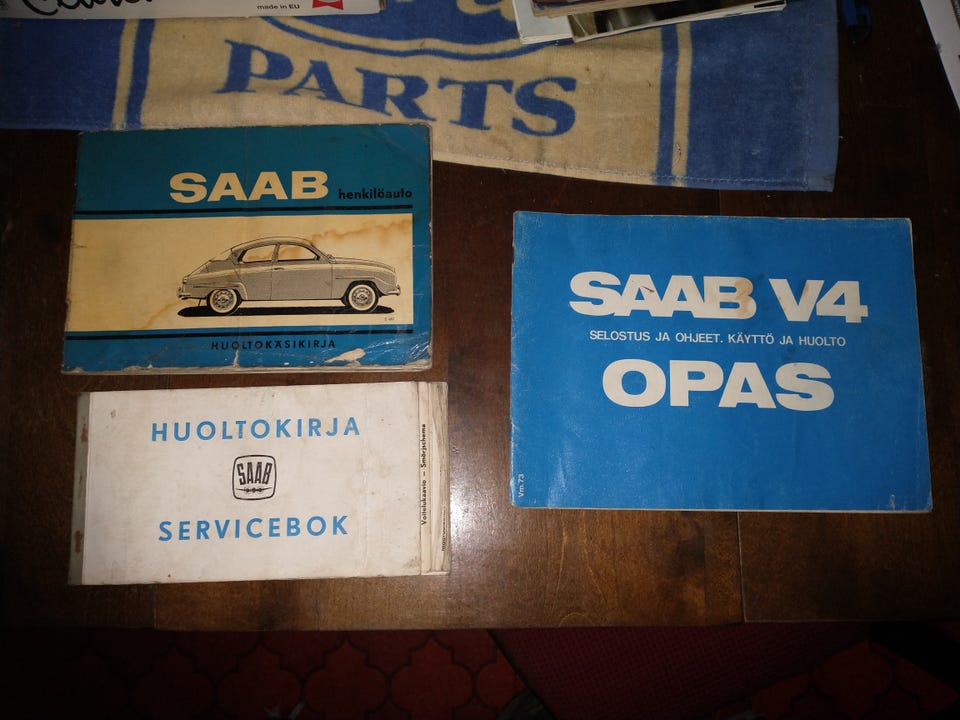 made in EU
PARTS
SAAB henkilöauto
HUOLTOKÄSIKIRJA
HUOLTOKIRJA
SAAB
SERVICEBOK
Voitelukaavio – Smörjschema
SAAB V4
SELOSTUS JA OHJEET. KÄYTTÖ JA HUOLTO
OPAS
Vm.73